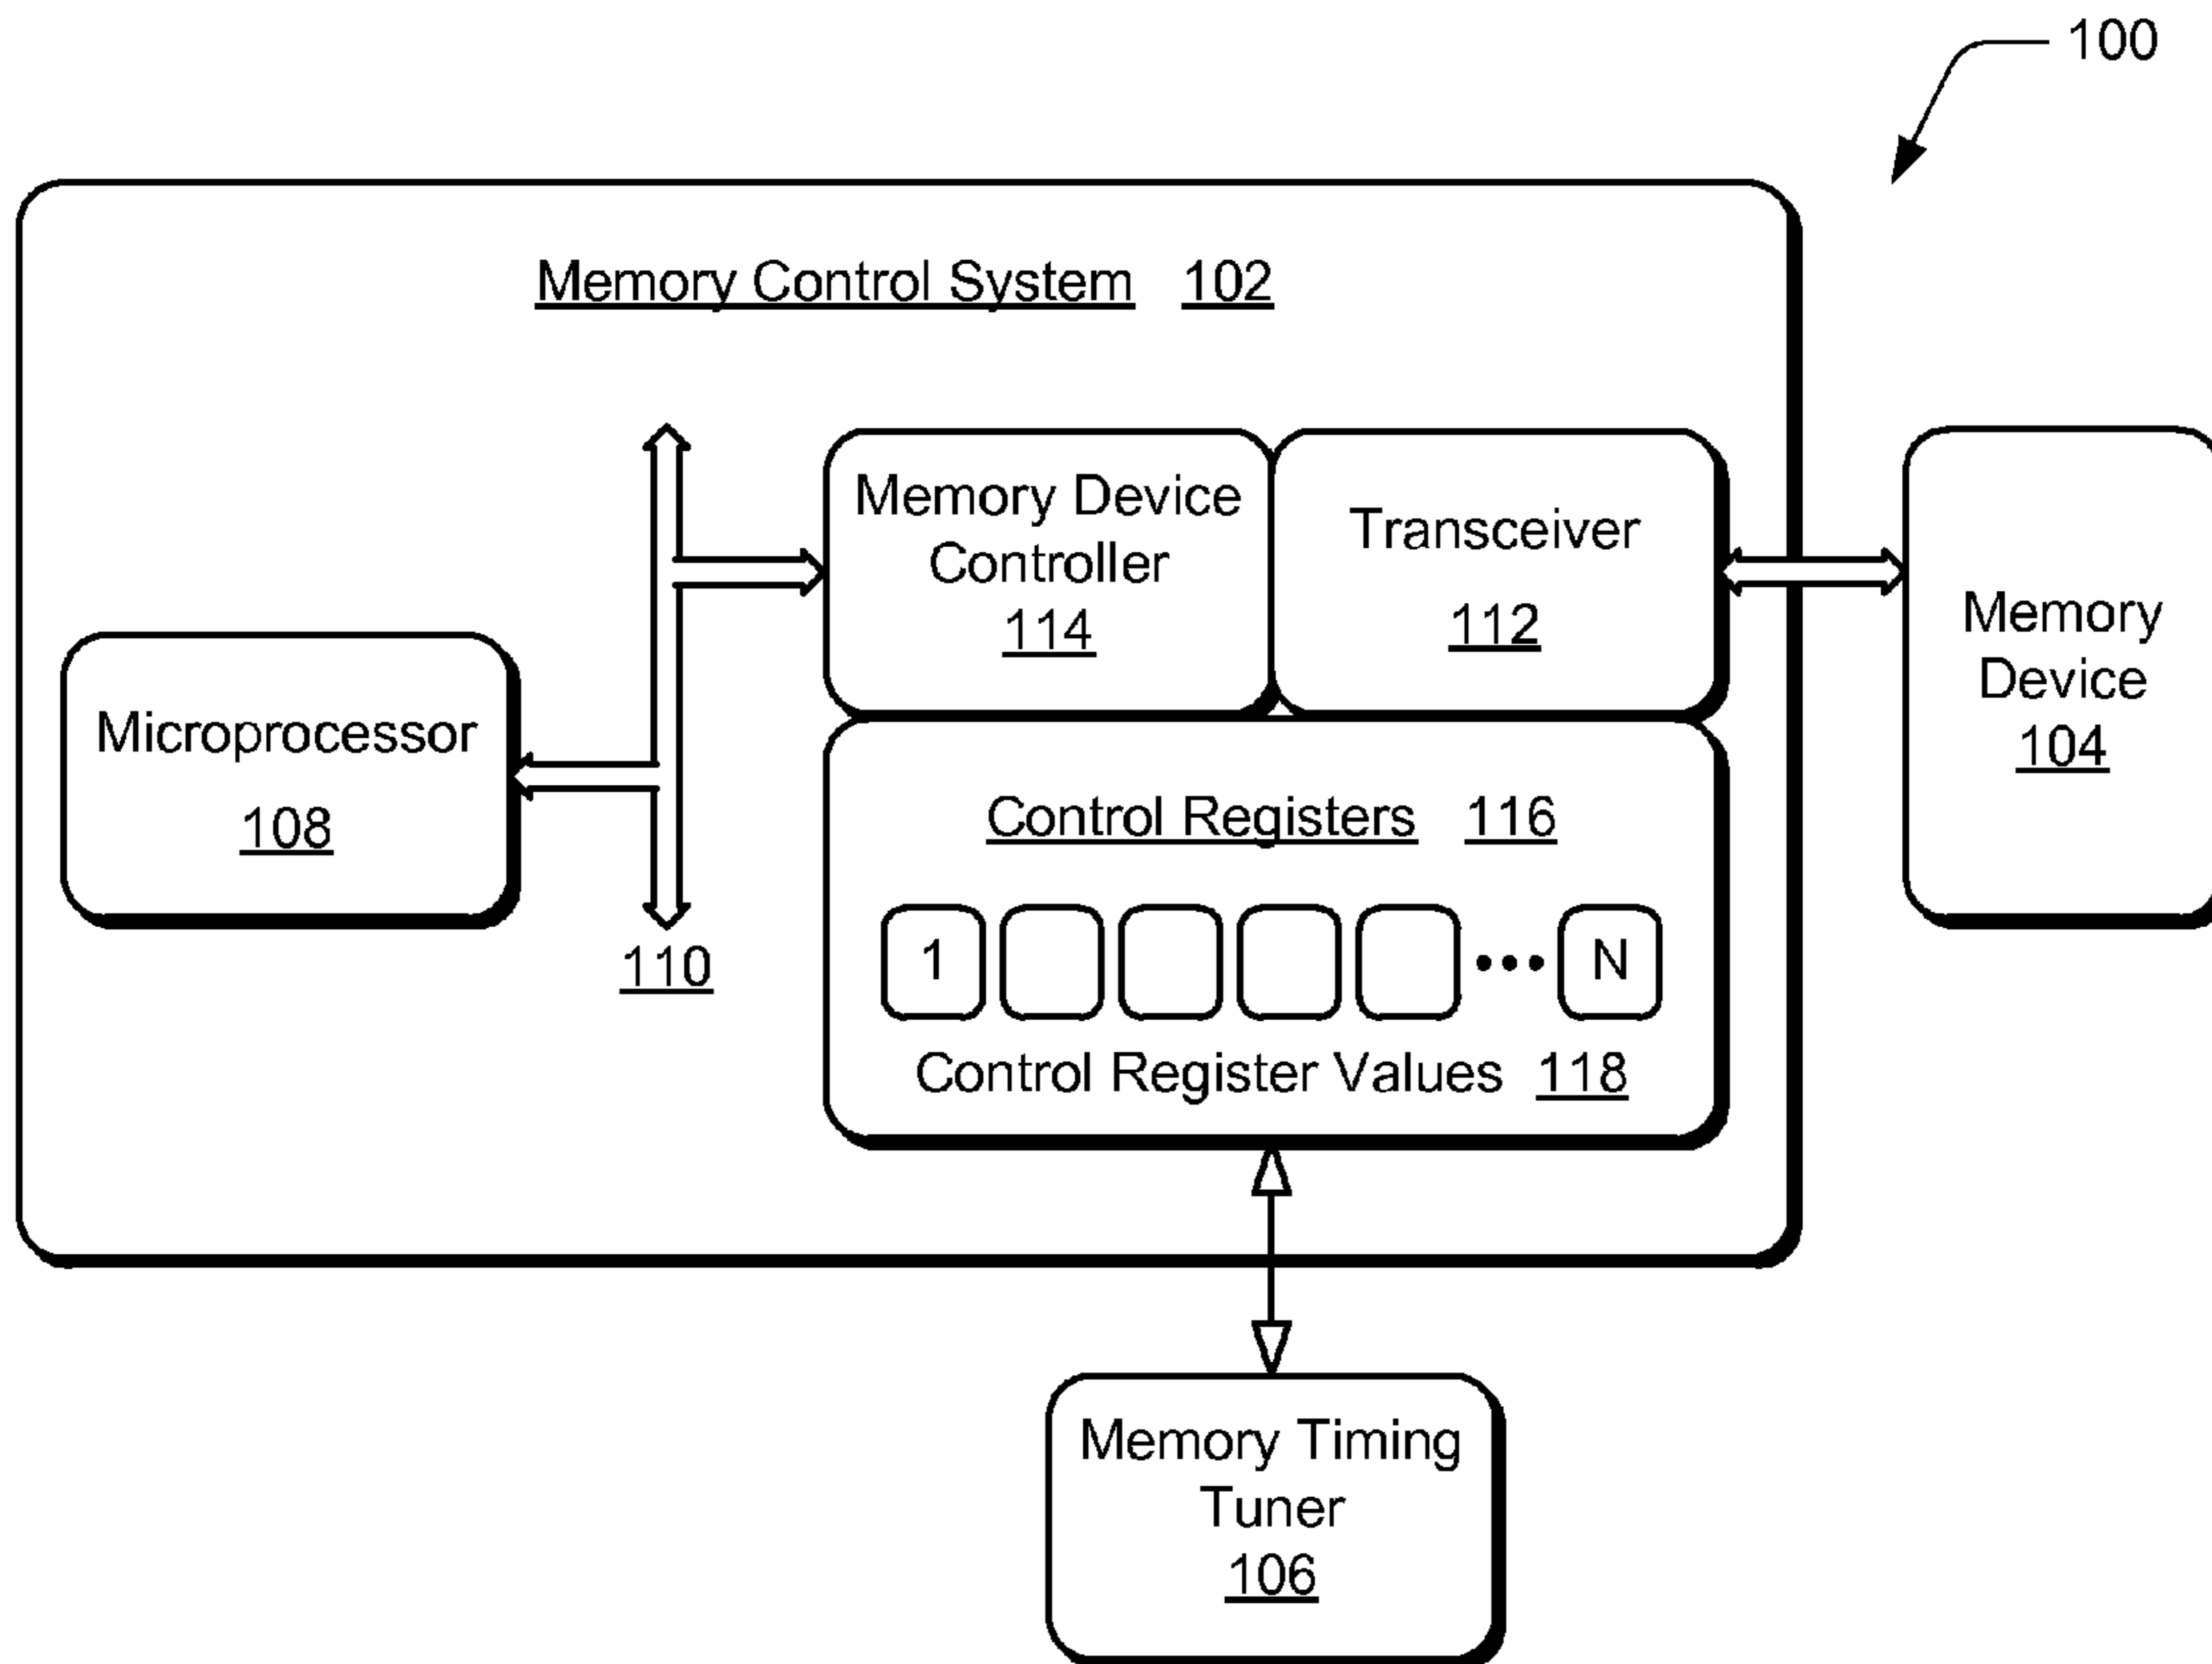 100
Memory Control System 102
Memory Device
Controller
114
Transceiver
112
Memory
Device
104
Microprocessor
108
110
Control Registers 116
1 ••• N
Control Register Values 118
Memory Timing
Tuner
106